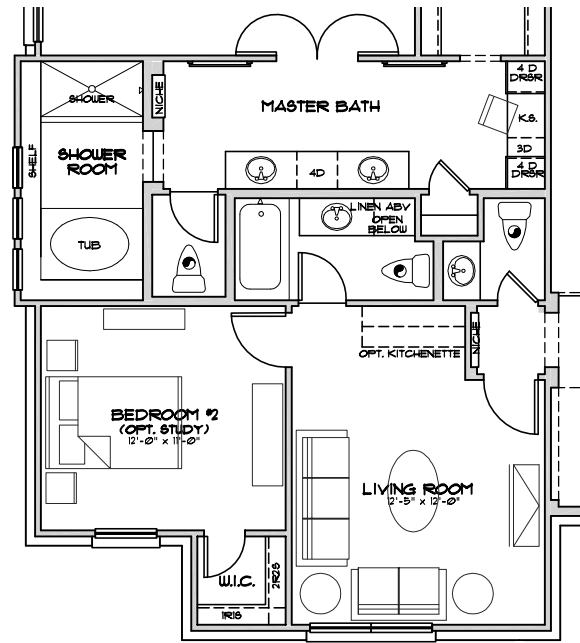 4 D
DRSR
SHOWER
NICHE
MASTER BATH
K.S.
SHELF
SHOWER
ROOM
3D
4D
4 D
DRSR
LINEN ABV
OPEN
BELOW
TUB
OPT. KITCHENETTE
NICHE
BEDROOM #2
(OPT. STUDY)
12'-0" x 11'-0"
LIVING ROOM
12'-5" x 12'-0"
W.I.C.
2R2S
1R1S